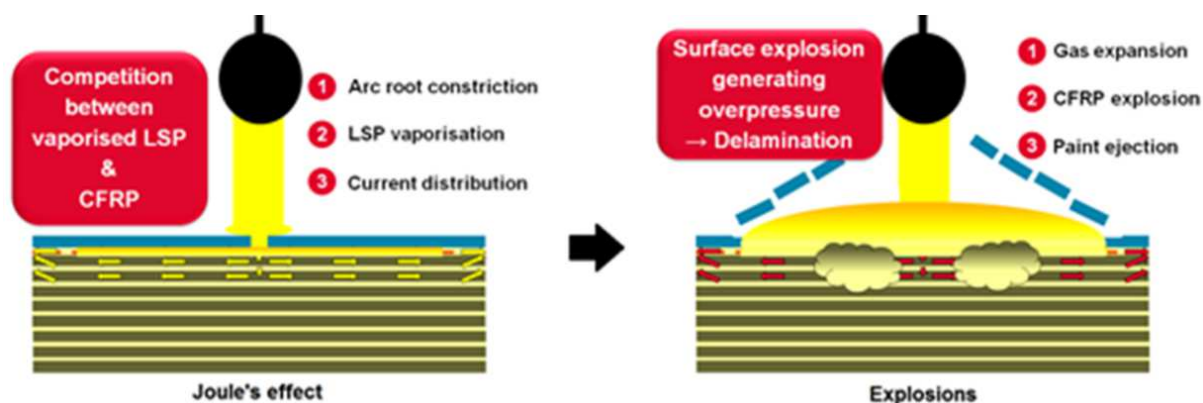 Competition
between
vaporised LSP
&
CFRP
1 Arc root constriction
2 LSP vaporisation
3 Current distribution
Joule's effect
Surface explosion
generating
overpressure
→ Delamination
1 Gas expansion
2 CFRP explosion
3 Paint ejection
Explosions